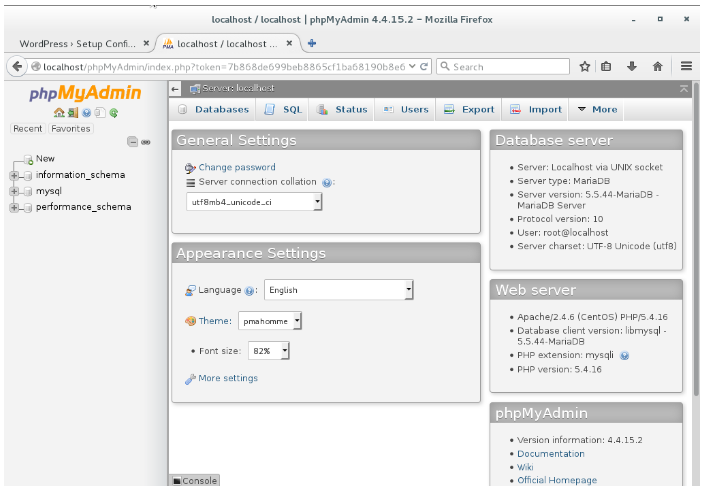 localhost / localhost | phpMyAdmin 4.4.15.2 – Mozilla Firefox
WordPress › Setup Confi...
localhost / localhost ...
localhost/phpMyAdmin/index.php?token=7b868de699beb8865cf1ba68190b8e6
Search
phpMyAdmin
Recent Favorites
New
information_schema
mysql
performance_schema
Server: localhost
Databases SQL Status Users Export Import More
General Settings
Change password
Server connection collation :
utf8mb4_unicode_ci
Appearance Settings
Language :
English
Theme: pmahomme
Font size: 82%
More settings
Database server
Server: Localhost via UNIX socket
Server type: MariaDB
Server version: 5.5.44-MariaDB -
MariaDB Server
Protocol version: 10
User: root@localhost
Server charset: UTF-8 Unicode (utf8)
Web server
Apache/2.4.6 (CentOS) PHP/5.4.16
Database client version: libmysql -
5.5.44-MariaDB
PHP extension: mysqli
PHP version: 5.4.16
phpMyAdmin
Version information: 4.4.15.2
Documentation
Wiki
Official Homepage
Console